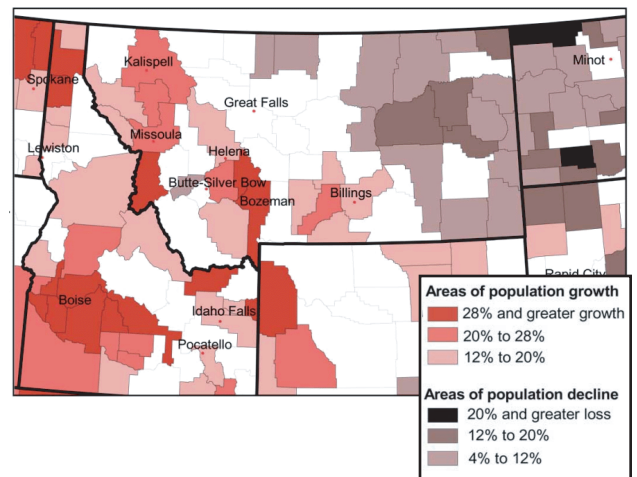 Kalispell
Minot
Spokane
Great Falls
Missoula
Lewiston
Helena
Butte-Silver Bow
Billings
Bozeman
Rapid City
Boise
Idaho Falls
Pocatello
Areas of population growth
28% and greater growth
20% to 28%
12% to 20%
Areas of population decline
20% and greater loss
12% to 20%
4% to 12%